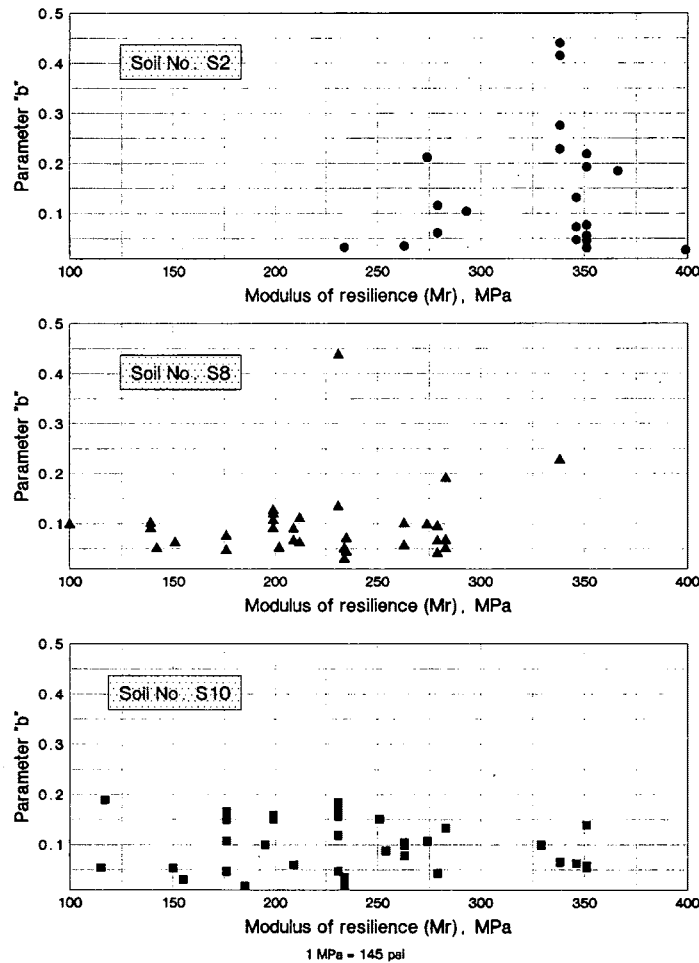 0.5
Soil No. S2
0.4
0.3
Parameter "b"
0.2
0.1
100 150 200 250 300 350 400
Modulus of resilience (Mr), MPa
0.5
Soil No. S8
0.4
0.3
Parameter "b"
0.2
0.1
100 150 200 250 300 350 400
Modulus of resilience (Mr), MPa
0.5
Soil No. S10
0.4
0.3
Parameter "b"
0.2
0.1
100 150 200 250 300 350 400
Modulus of resilience (Mr), MPa
1 MPa = 145 psi